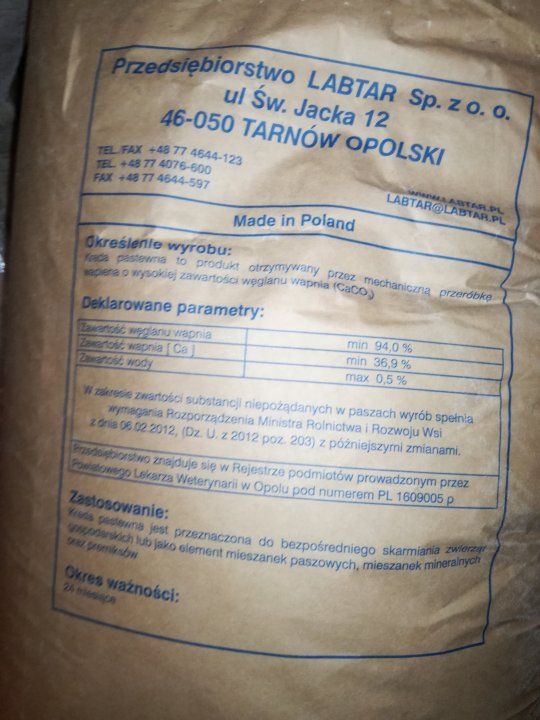 Przedsiębiorstwo LABTAR Sp. z o. o.
ul Św. Jacka 12
46-050 TARNÓW OPOLSKI
TEL. FAX +48 77 4644-123
TEL. +48 77 4076-600
FAX +48 77 4644-597
WWW.LABTAR.PL
LABTAR@LABTAR.PL
Made in Poland
Określenie wyrobu:
Kreda pastewna to produkt otrzymywany przez mechaniczną przeróbkę
wapienia o wysokiej zawartości węglanu wapnia (CaCO₃)
Deklarowane parametry:
Zawartość węglanu wapnia min 94,0 %
Zawartość wapnia [ Ca ] min 36,9 %
Zawartość wody max 0,5 %
W zakresie zwartości substancji niepożądanych w paszach wyrób spełnia
wymagania Rozporządzenia Ministra Rolnictwa i Rozwoju Wsi
z dnia 06.02 2012, (Dz. U. z 2012 poz. 203) z późniejszymi zmianami.
Przedsiębiorstwo znajduje się w Rejestrze podmiotów prowadzonym przez
Powiatowego Lekarza Weterynarii w Opolu pod numerem PL 1609005 p
Zastosowanie:
Kreda pastewna jest przeznaczona do bezpośredniego skarmiania zwierząt
gospodarskich lub jako element mieszanek paszowych, mieszanek mineralnych
oraz premiksów
Okres ważności:
24 miesiące